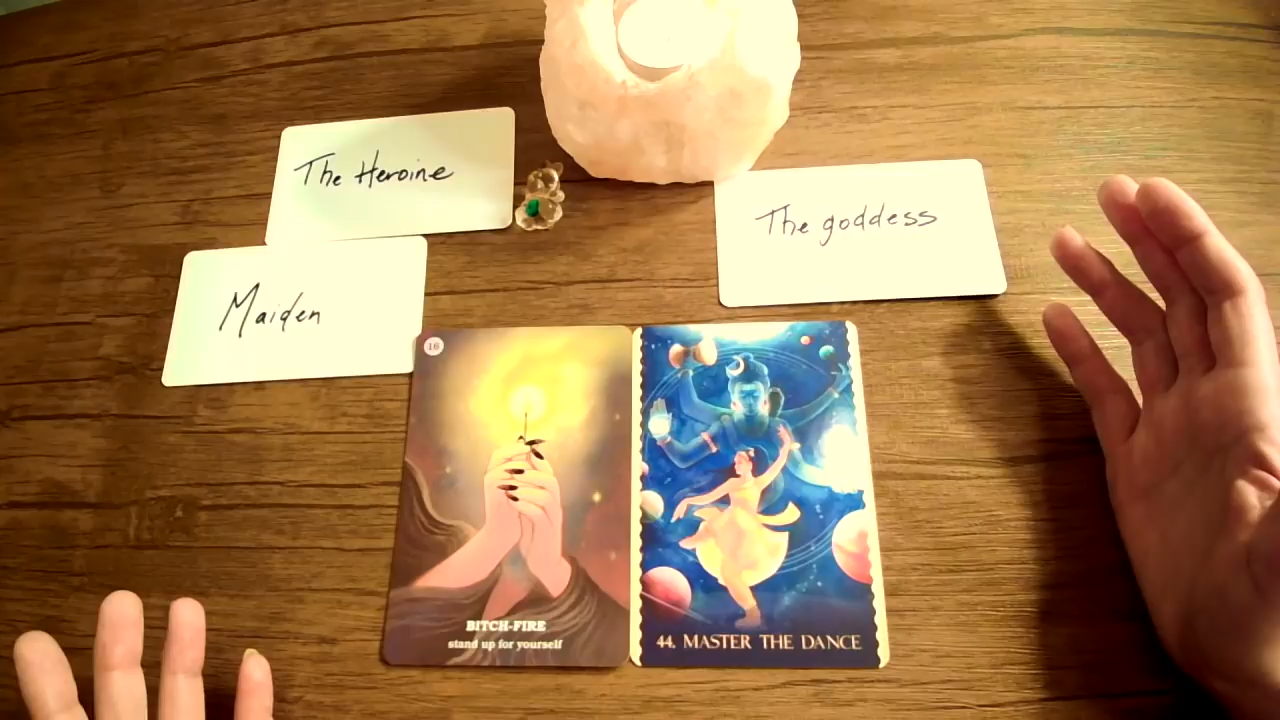 The Heroine
The goddess
Maiden
16
BITCH-FIRE
stand up for yourself
44. MASTER THE DANCE